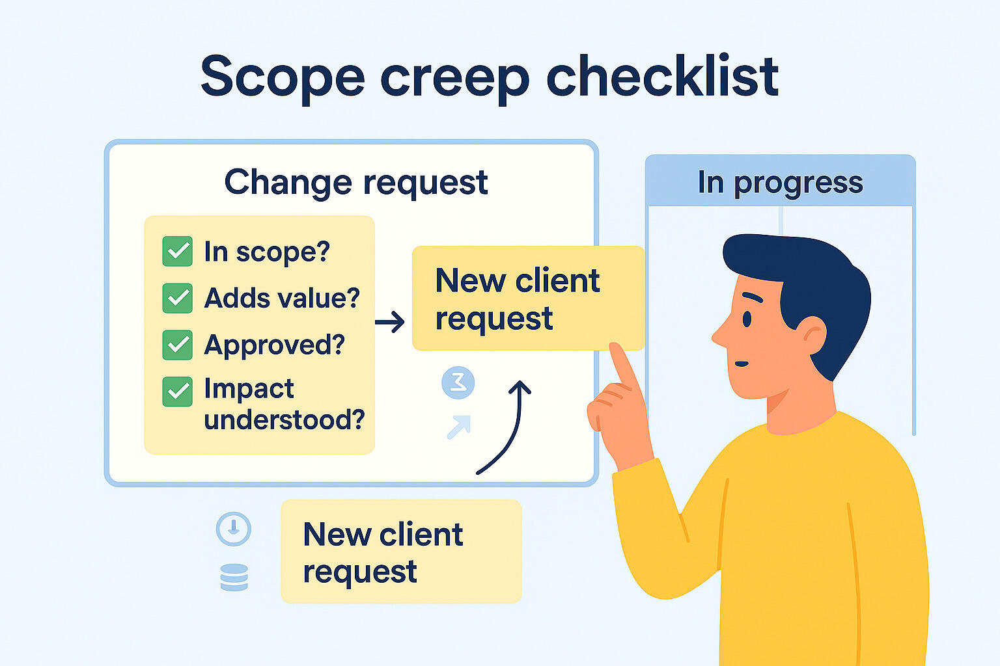 Scope creep checklist
Change request
In scope?
Adds value?
Approved?
Impact
understood?
New client
request
In progress
New client
request